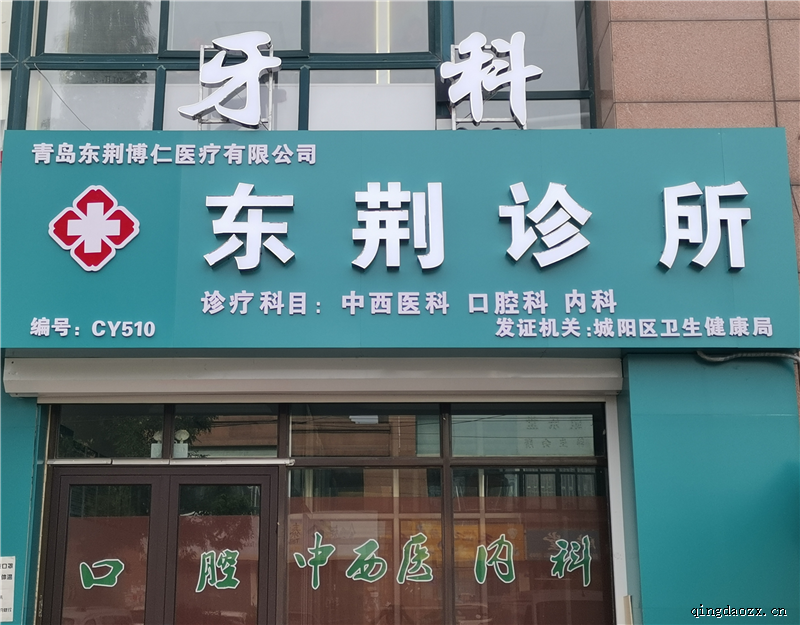 牙科
青岛东荆博仁医疗有限公司
东荆诊所
诊疗科目：中西医科 口腔科 内科
编号：CY510
发证机关：城阳区卫生健康局
口腔 中西医内科
qingdaozx.cn